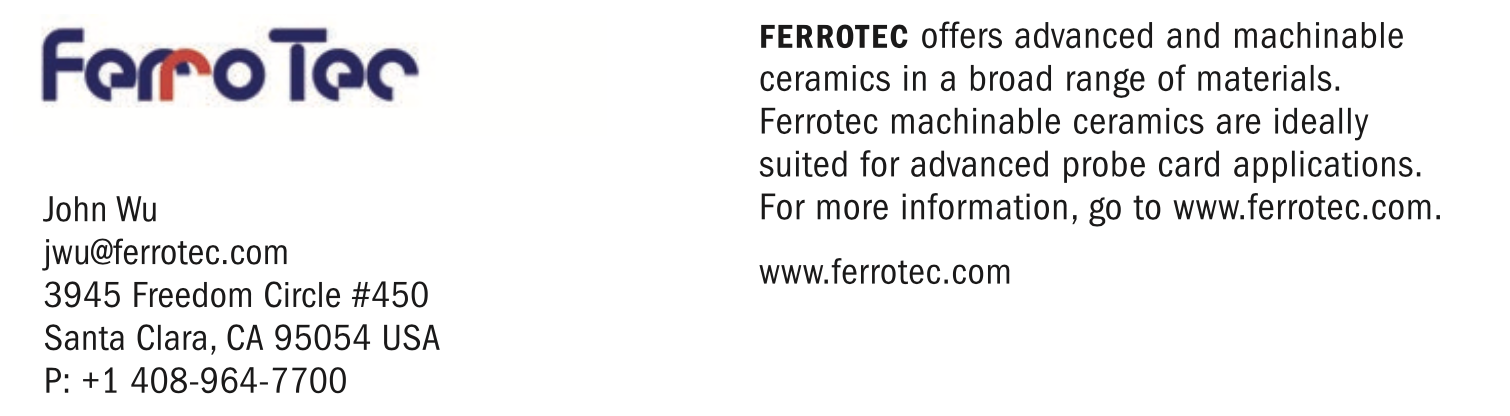 Ferro Tec
John Wu
jwu@ferrotec.com
3945 Freedom Circle #450
Santa Clara, CA 95054 USA
P: +1 408-964-7700
FERROTEC offers advanced and machinable
ceramics in a broad range of materials.
Ferrotec machinable ceramics are ideally
suited for advanced probe card applications.
For more information, go to www.ferrotec.com.
www.ferrotec.com